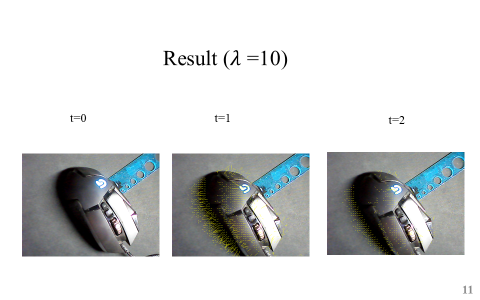 Result (λ =10)
t=0
t=1
t=2
11